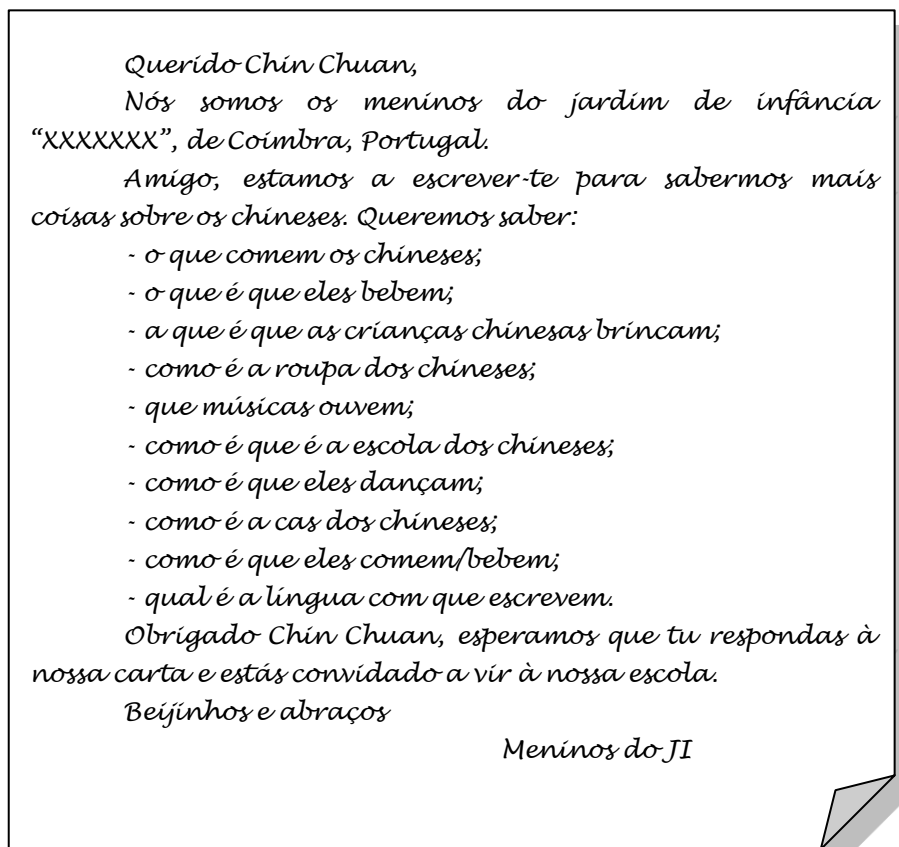 Querido Chin Chuan,
Nós somos os meninos do jardim de infância
“XXXXXXX”, de Coimbra, Portugal.
Amigo, estamos a escrever-te para sabermos mais
coisas sobre os chineses. Queremos saber:
- o que comem os chineses;
- o que é que eles bebem;
- a que é que as crianças chinesas brincam;
- como é a roupa dos chineses;
- que músicas ouvem;
- como é que é a escola dos chineses;
- como é que eles dançam;
- como é a cas dos chineses;
- como é que eles comem/bebem;
- qual é a língua com que escrevem.
Obrigado Chin Chuan, esperamos que tu respondas à
nossa carta e estás convidado a vir à nossa escola.
Beijinhos e abraços
Meninos do JI